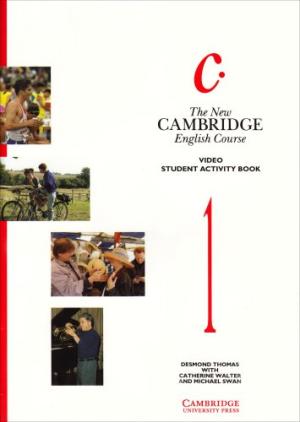 c.
The New
CAMBRIDGE
English Course
VIDEO
STUDENT ACTIVITY BOOK
1
DESMOND THOMAS
WITH
CATHERINE WALTER
AND MICHAEL SWAN
CAMBRIDGE
UNIVERSITY PRESS